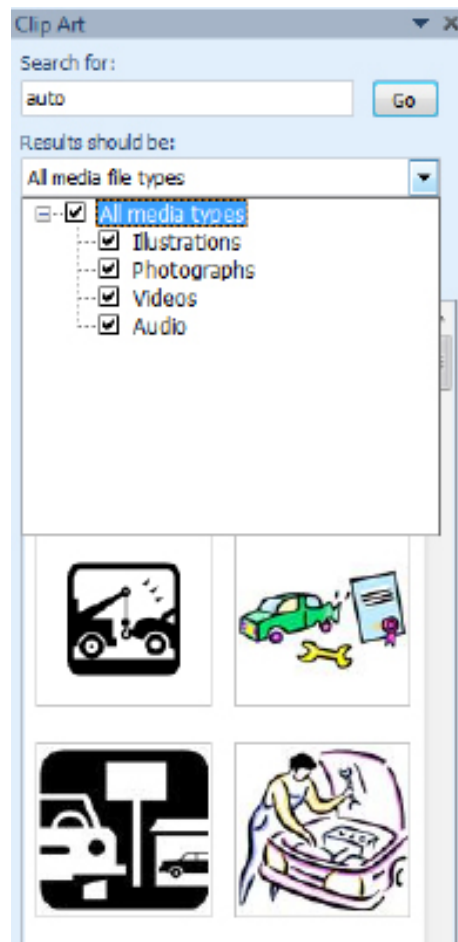 Clip Art
Search for:
auto
Go
Results should be:
All media file types
All media types
Illustrations
Photographs
Videos
Audio